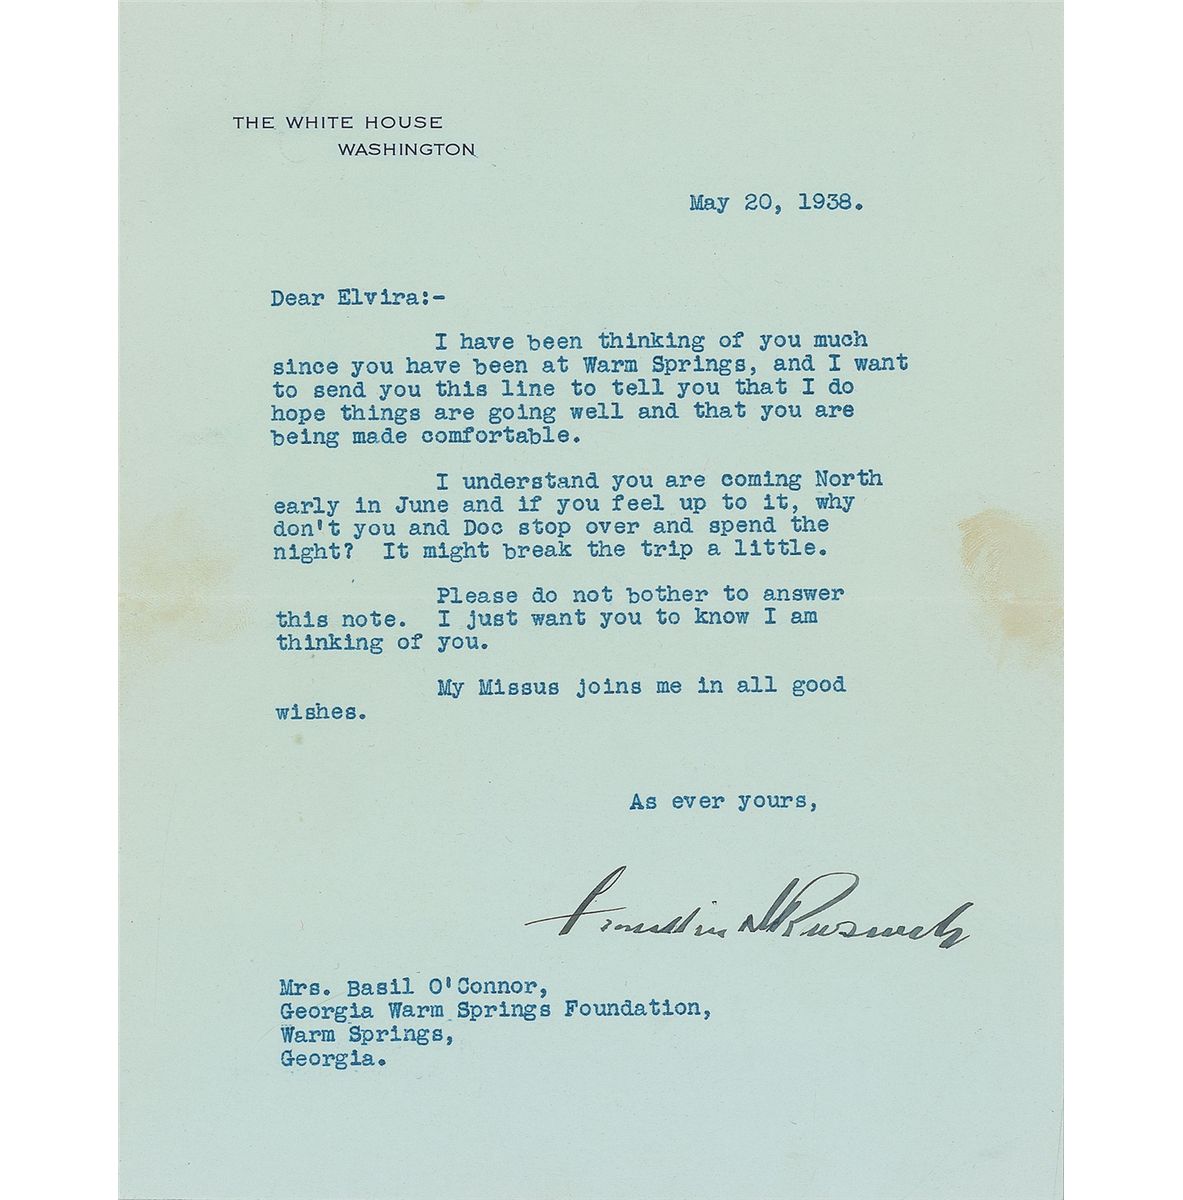 THE WHITE HOUSE
WASHINGTON
May 20, 1938.
Dear Elvira:-
I have been thinking of you much
since you have been at Warm Springs, and I want
to send you this line to tell you that I do
hope things are going well and that you are
being made comfortable.
I understand you are coming North
early in June and if you feel up to it, why
don't you and Doc stop over and spend the
night? It might break the trip a little.
Please do not bother to answer
this note. I just want you to know I am
thinking of you.
My Missus joins me in all good
wishes.
As ever yours,
Franklin D Roosevelt
Mrs. Basil O'Connor,
Georgia Warm Springs Foundation,
Warm Springs,
Georgia.